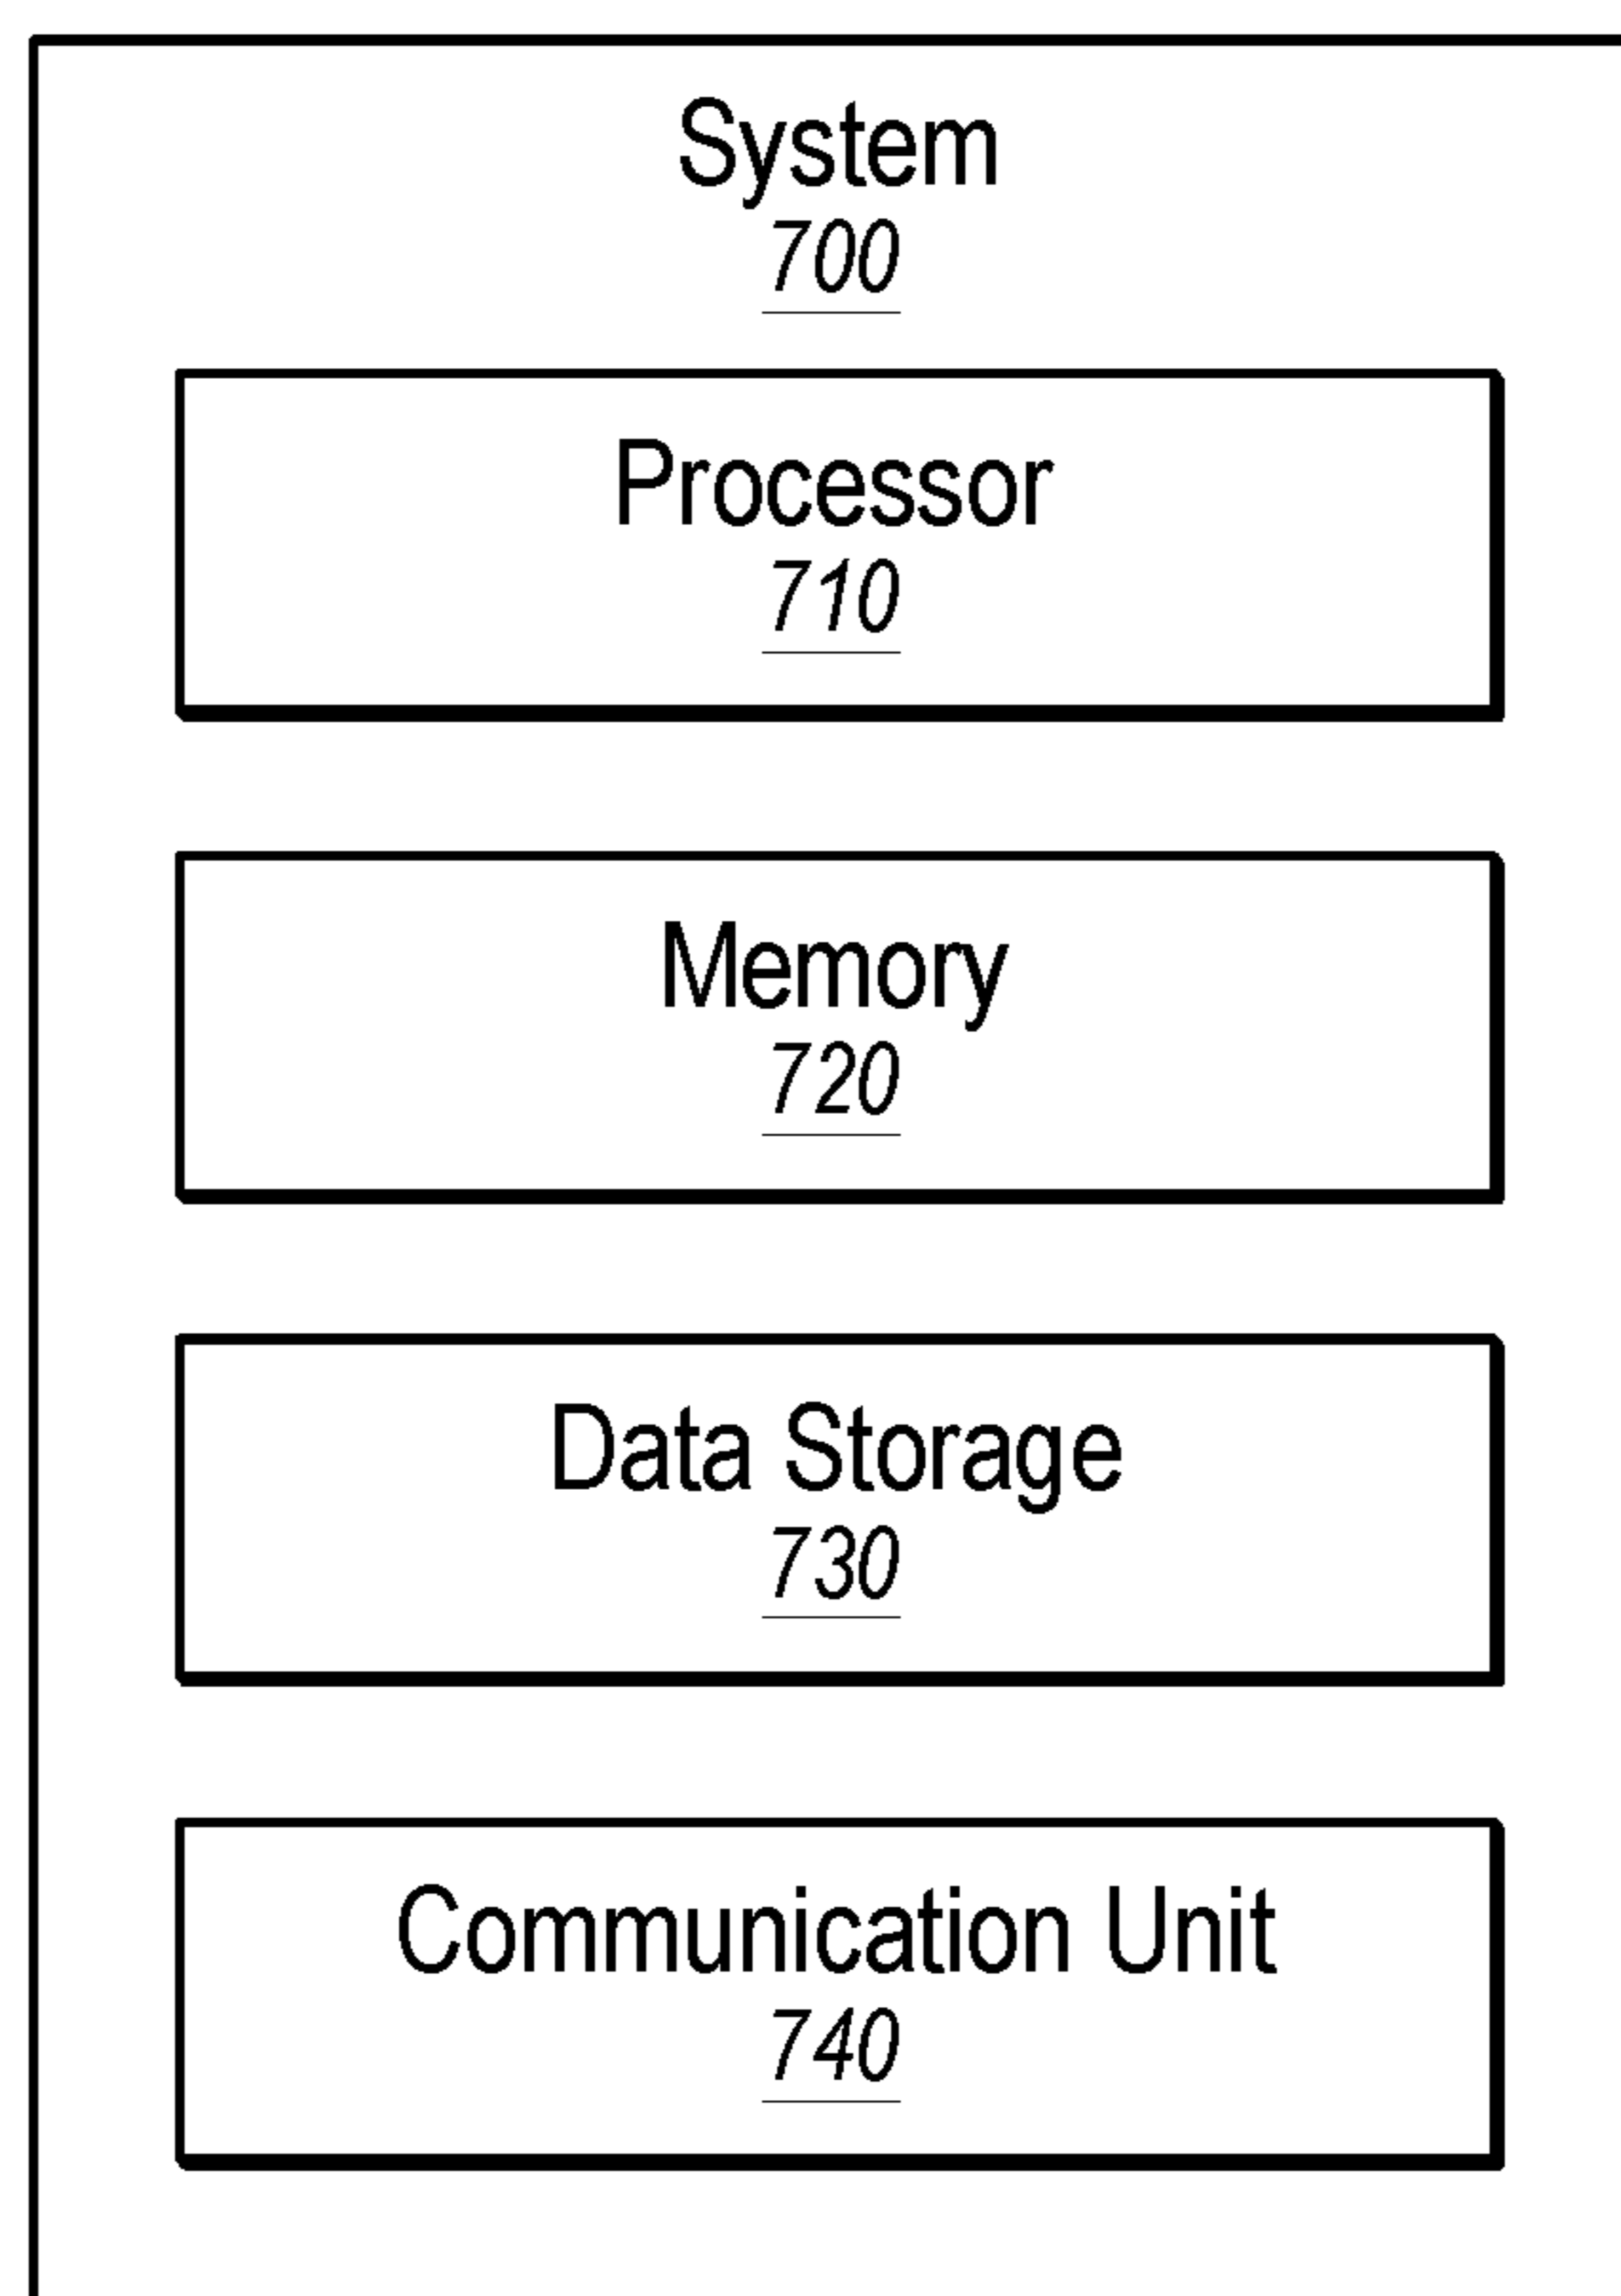 System
700
Processor
710
Memory
720
Data Storage
730
Communication Unit
740